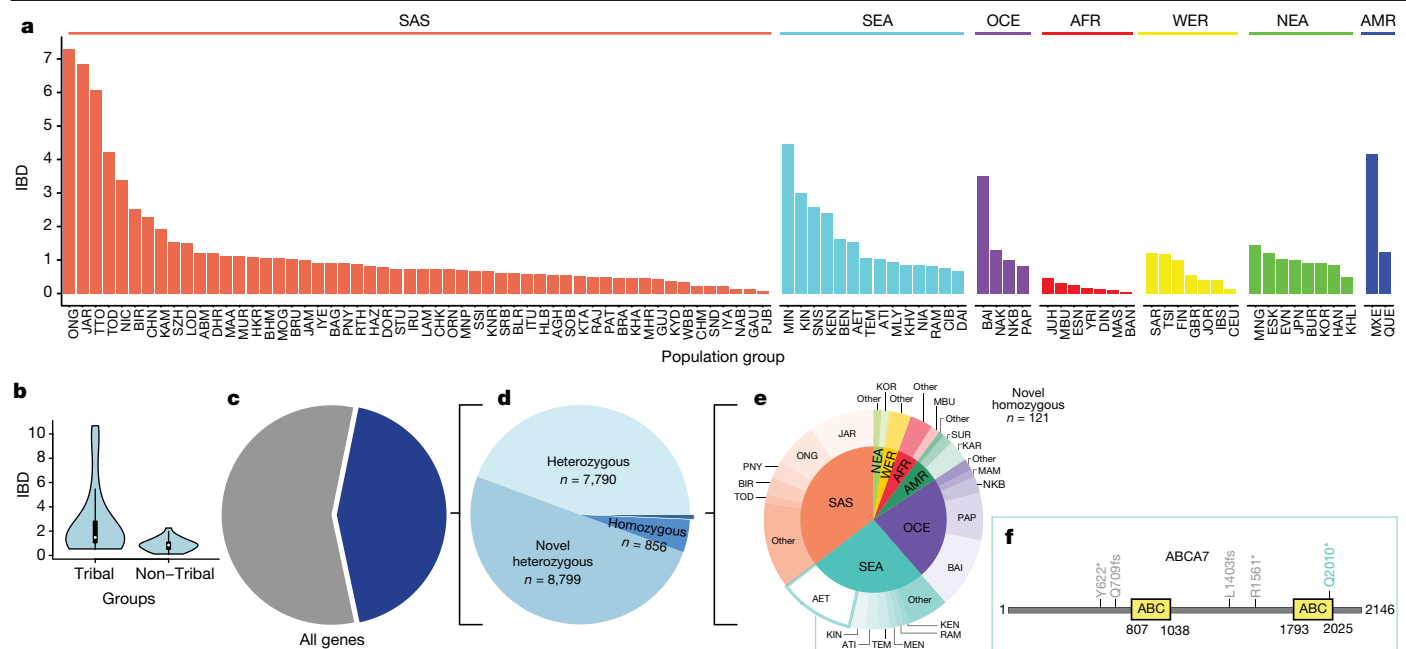 a
SAS SEA OCE AFR WER NEA AMR
IBD
7
6
5
4
3
2
1
0
ONG JAR TTO TOD NIC BIR CHN KAM SZH LOD ABM DHR MAA MUR HKR BHM MOG BRU JAM IYE BAG PNY RTH HAZ DOR STU IRU LAM CHK ORN MNP SSI KNR SRB BLR ITU HLB AGH SOB KTA RAJ PAT BRA KHA MHR GUJ KYD WBB CHM SND IYA NAB GAU PJB
MIN KIN SNS KEN BEN AET TEM ATI MLY KHV NIA RAM CIB DAI
BAI NAK NKB PAP
JUH MBU ESN YRI DIN MAS BAN
SAR TSI FIN GBR JOR IBS CEU
MNG ESK EVN JPN BUR KOR HAN KHL
MXE QUE
Population group
b
IBD
10
8
6
4
2
0
Tribal Non–Tribal
Groups
c
All genes
d
Heterozygous
n = 7,790
Homozygous
n = 856
Novel
heterozygous
n = 8,799
e
Novel
homozygous
n = 121
NEA
WER
AFR
AMR
OCE
SEA
SAS
Other
KOR
Other
Other
MBU
Other
SUR
KAR
Other
MAM
NKB
PAP
BAI
Other
KEN
RAM
MEN
TEM
ATI
KIN
AET
Other
TOD
BIR
PNY
ONG
JAR
f
ABCA7
Y622*
Q709fs
L1403fs
R1561*
Q2010*
1 ABC ABC 2146
807 1038 1793 2025